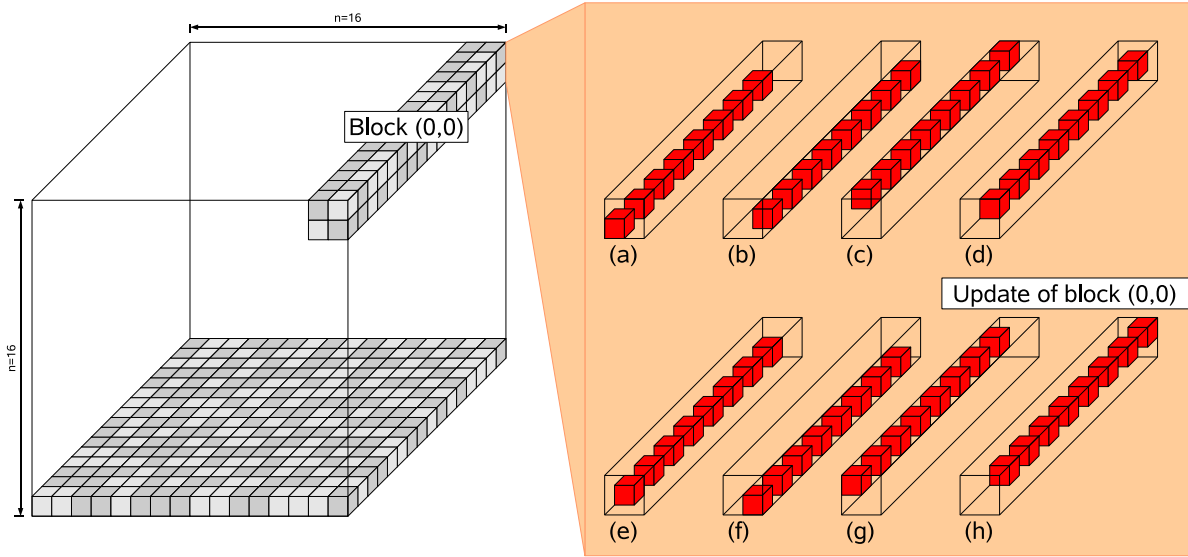 n=16
n=16
Block (0,0)
(a)
(b)
(c)
(d)
Update of block (0,0)
(e)
(f)
(g)
(h)